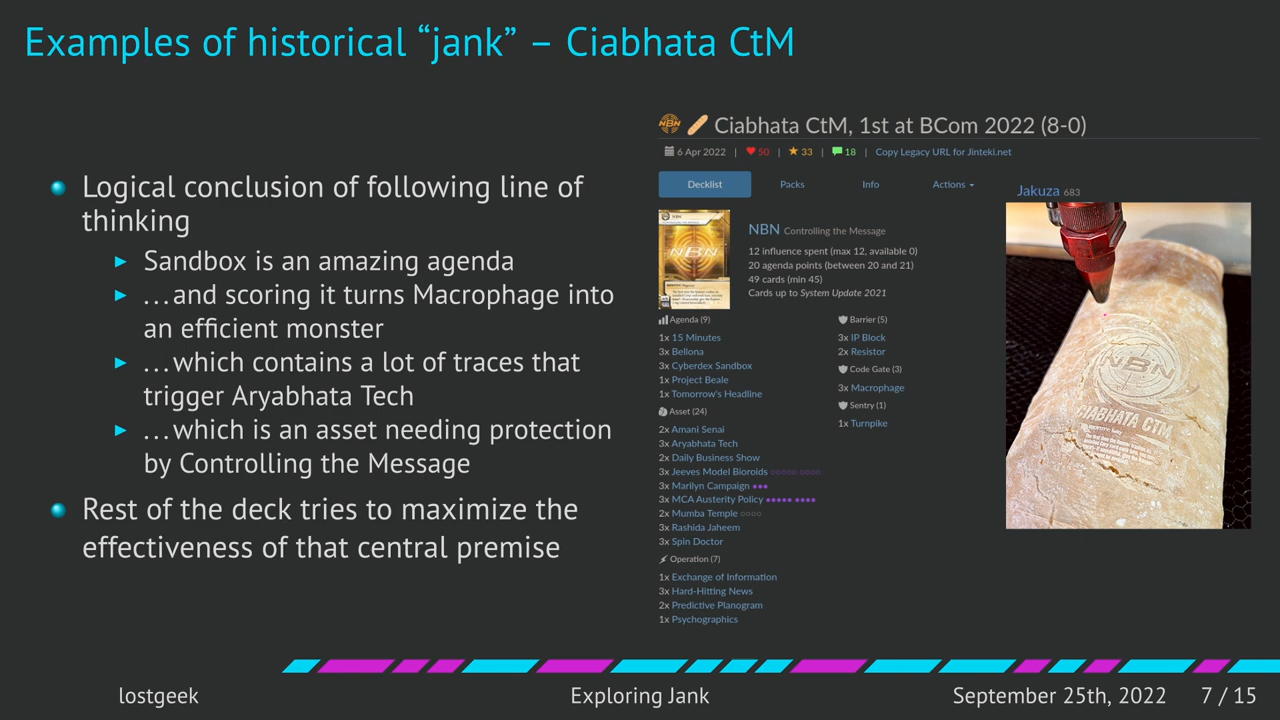 Examples of historical “jank” – Ciabhata CtM
Logical conclusion of following line of
thinking
Sandbox is an amazing agenda
...and scoring it turns Macrophage into
an efficient monster
...which contains a lot of traces that
trigger Aryabhata Tech
...which is an asset needing protection
by Controlling the Message
Rest of the deck tries to maximize the
effectiveness of that central premise
Ciabhata CtM, 1st at BCom 2022 (8-0)
6 Apr 2022 | 50 | 33 | 18 | Copy Legacy URL for Jinteki.net
Decklist Packs Info Actions
Jakuza 683
NBN Controlling the Message
12 influence spent (max 12, available 0)
20 agenda points (between 20 and 21)
49 cards (min 45)
Cards up to System Update 2021
NBN
Agenda (9)
1x 15 Minutes
3x Bellona
3x Cyberdex Sandbox
1x Project Beale
1x Tomorrow's Headline
Asset (24)
2x Amani Senai
3x Aryabhata Tech
2x Daily Business Show
3x Jeeves Model Bioroids
3x Marilyn Campaign
3x MCA Austerity Policy
2x Mumba Temple
3x Rashida Jaheem
3x Spin Doctor
Operation (7)
1x Exchange of Information
3x Hard-Hitting News
2x Predictive Planogram
1x Psychographics
Barrier (5)
3x IP Block
2x Resistor
Code Gate (3)
3x Macrophage
Sentry (1)
1x Turnpike
NBN
CIABHATA CTM
lostgeek
Exploring Jank
September 25th, 2022 7 / 15